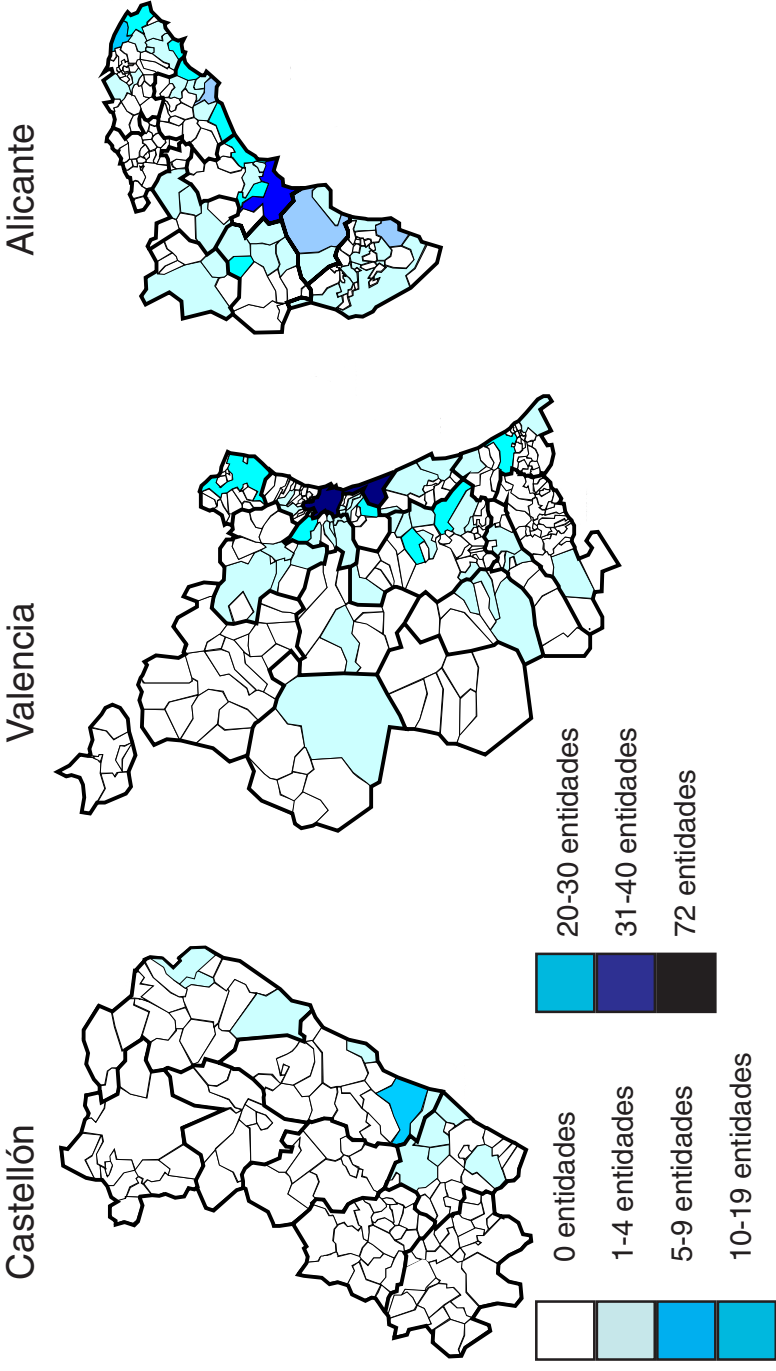 Castellón
Valencia
Alicante
0 entidades
1-4 entidades
5-9 entidades
10-19 entidades
20-30 entidades
31-40 entidades
72 entidades